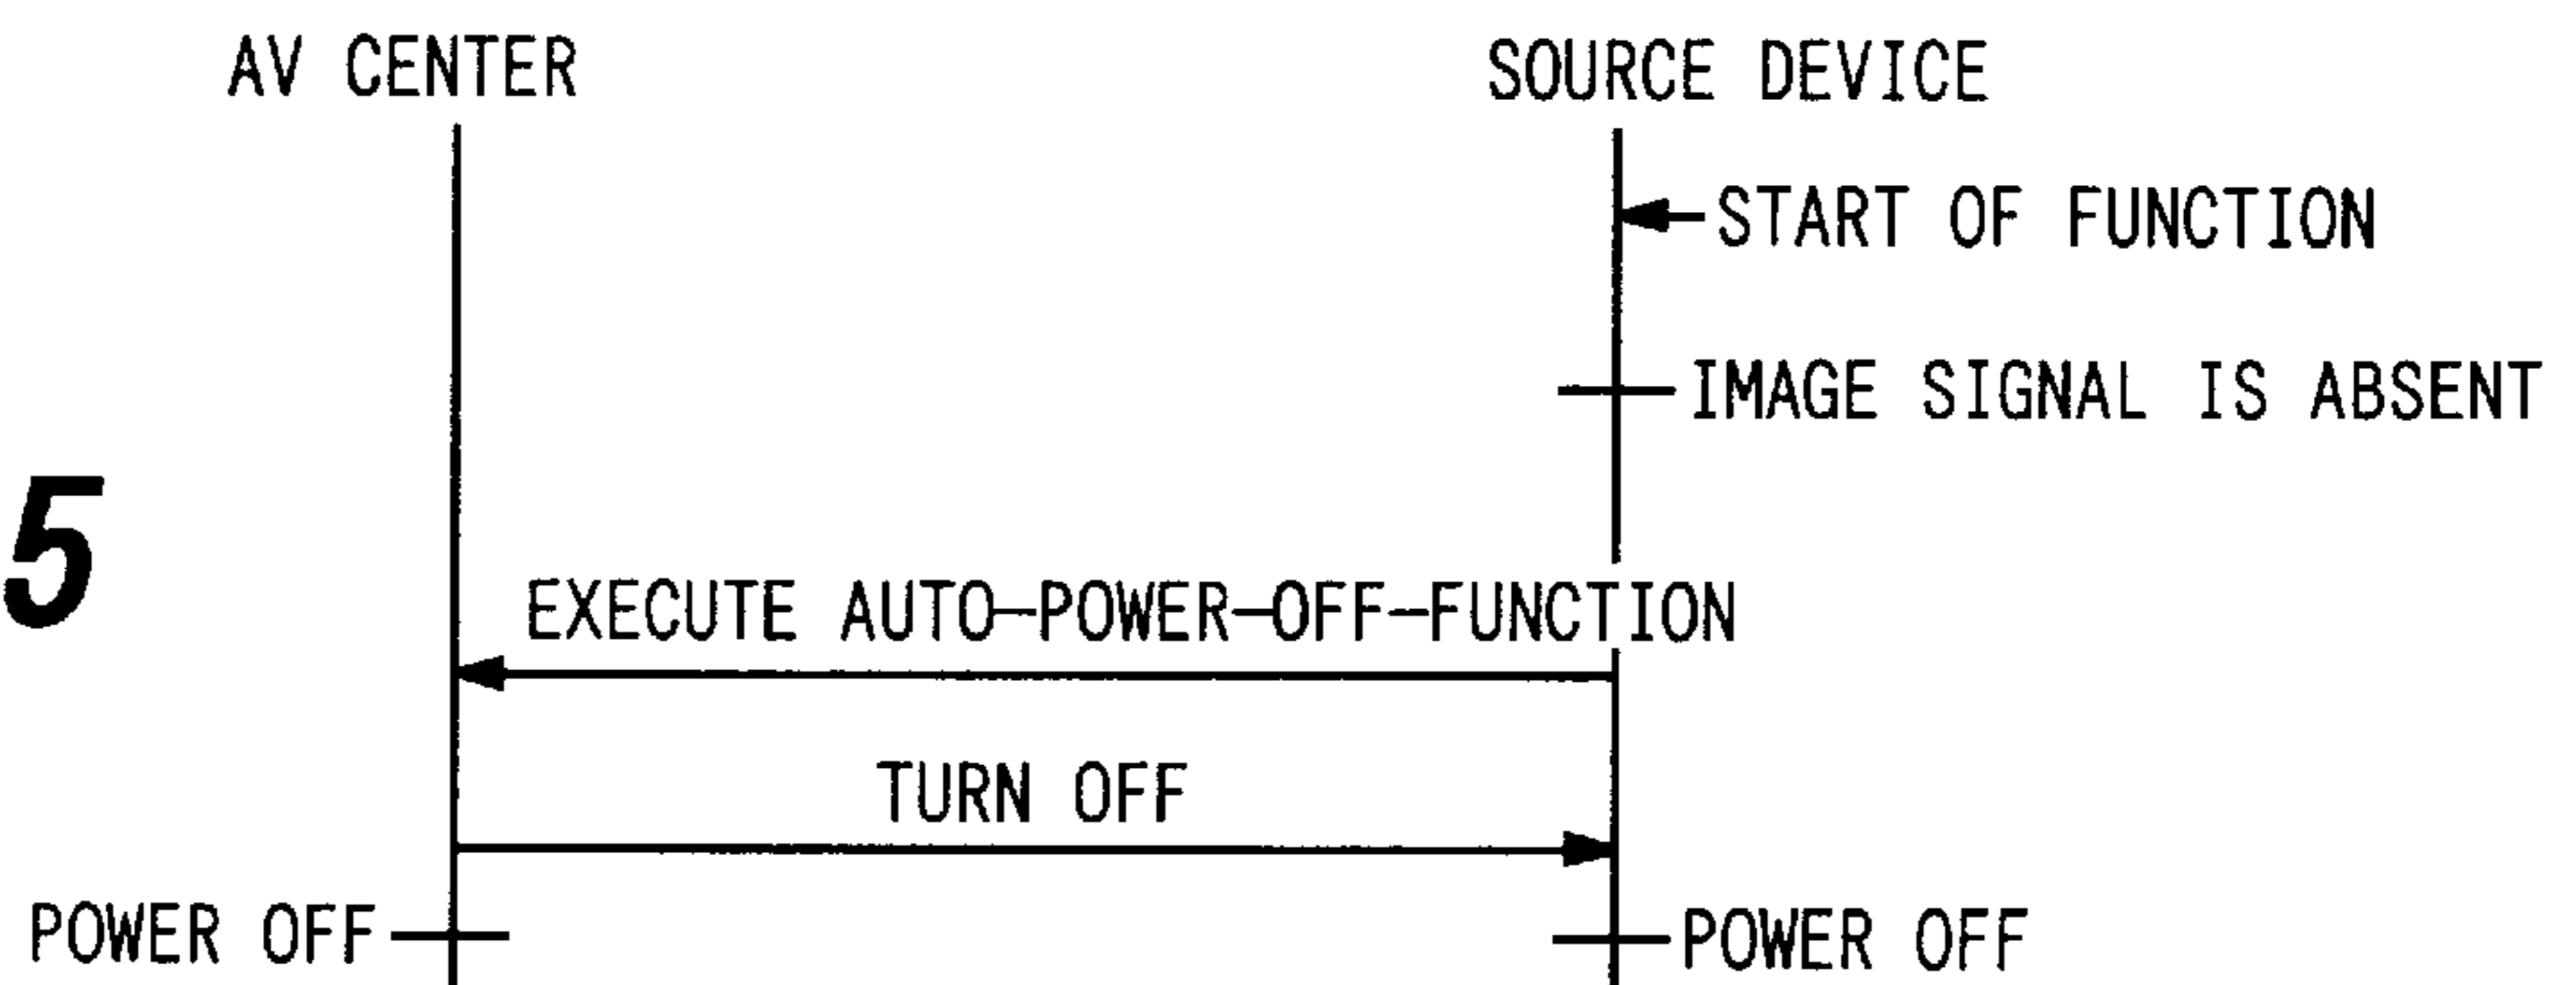 AV CENTER
SOURCE DEVICE
START OF FUNCTION
IMAGE SIGNAL IS ABSENT
5
EXECUTE AUTO-POWER-OFF-FUNCTION
TURN OFF
POWER OFF
POWER OFF